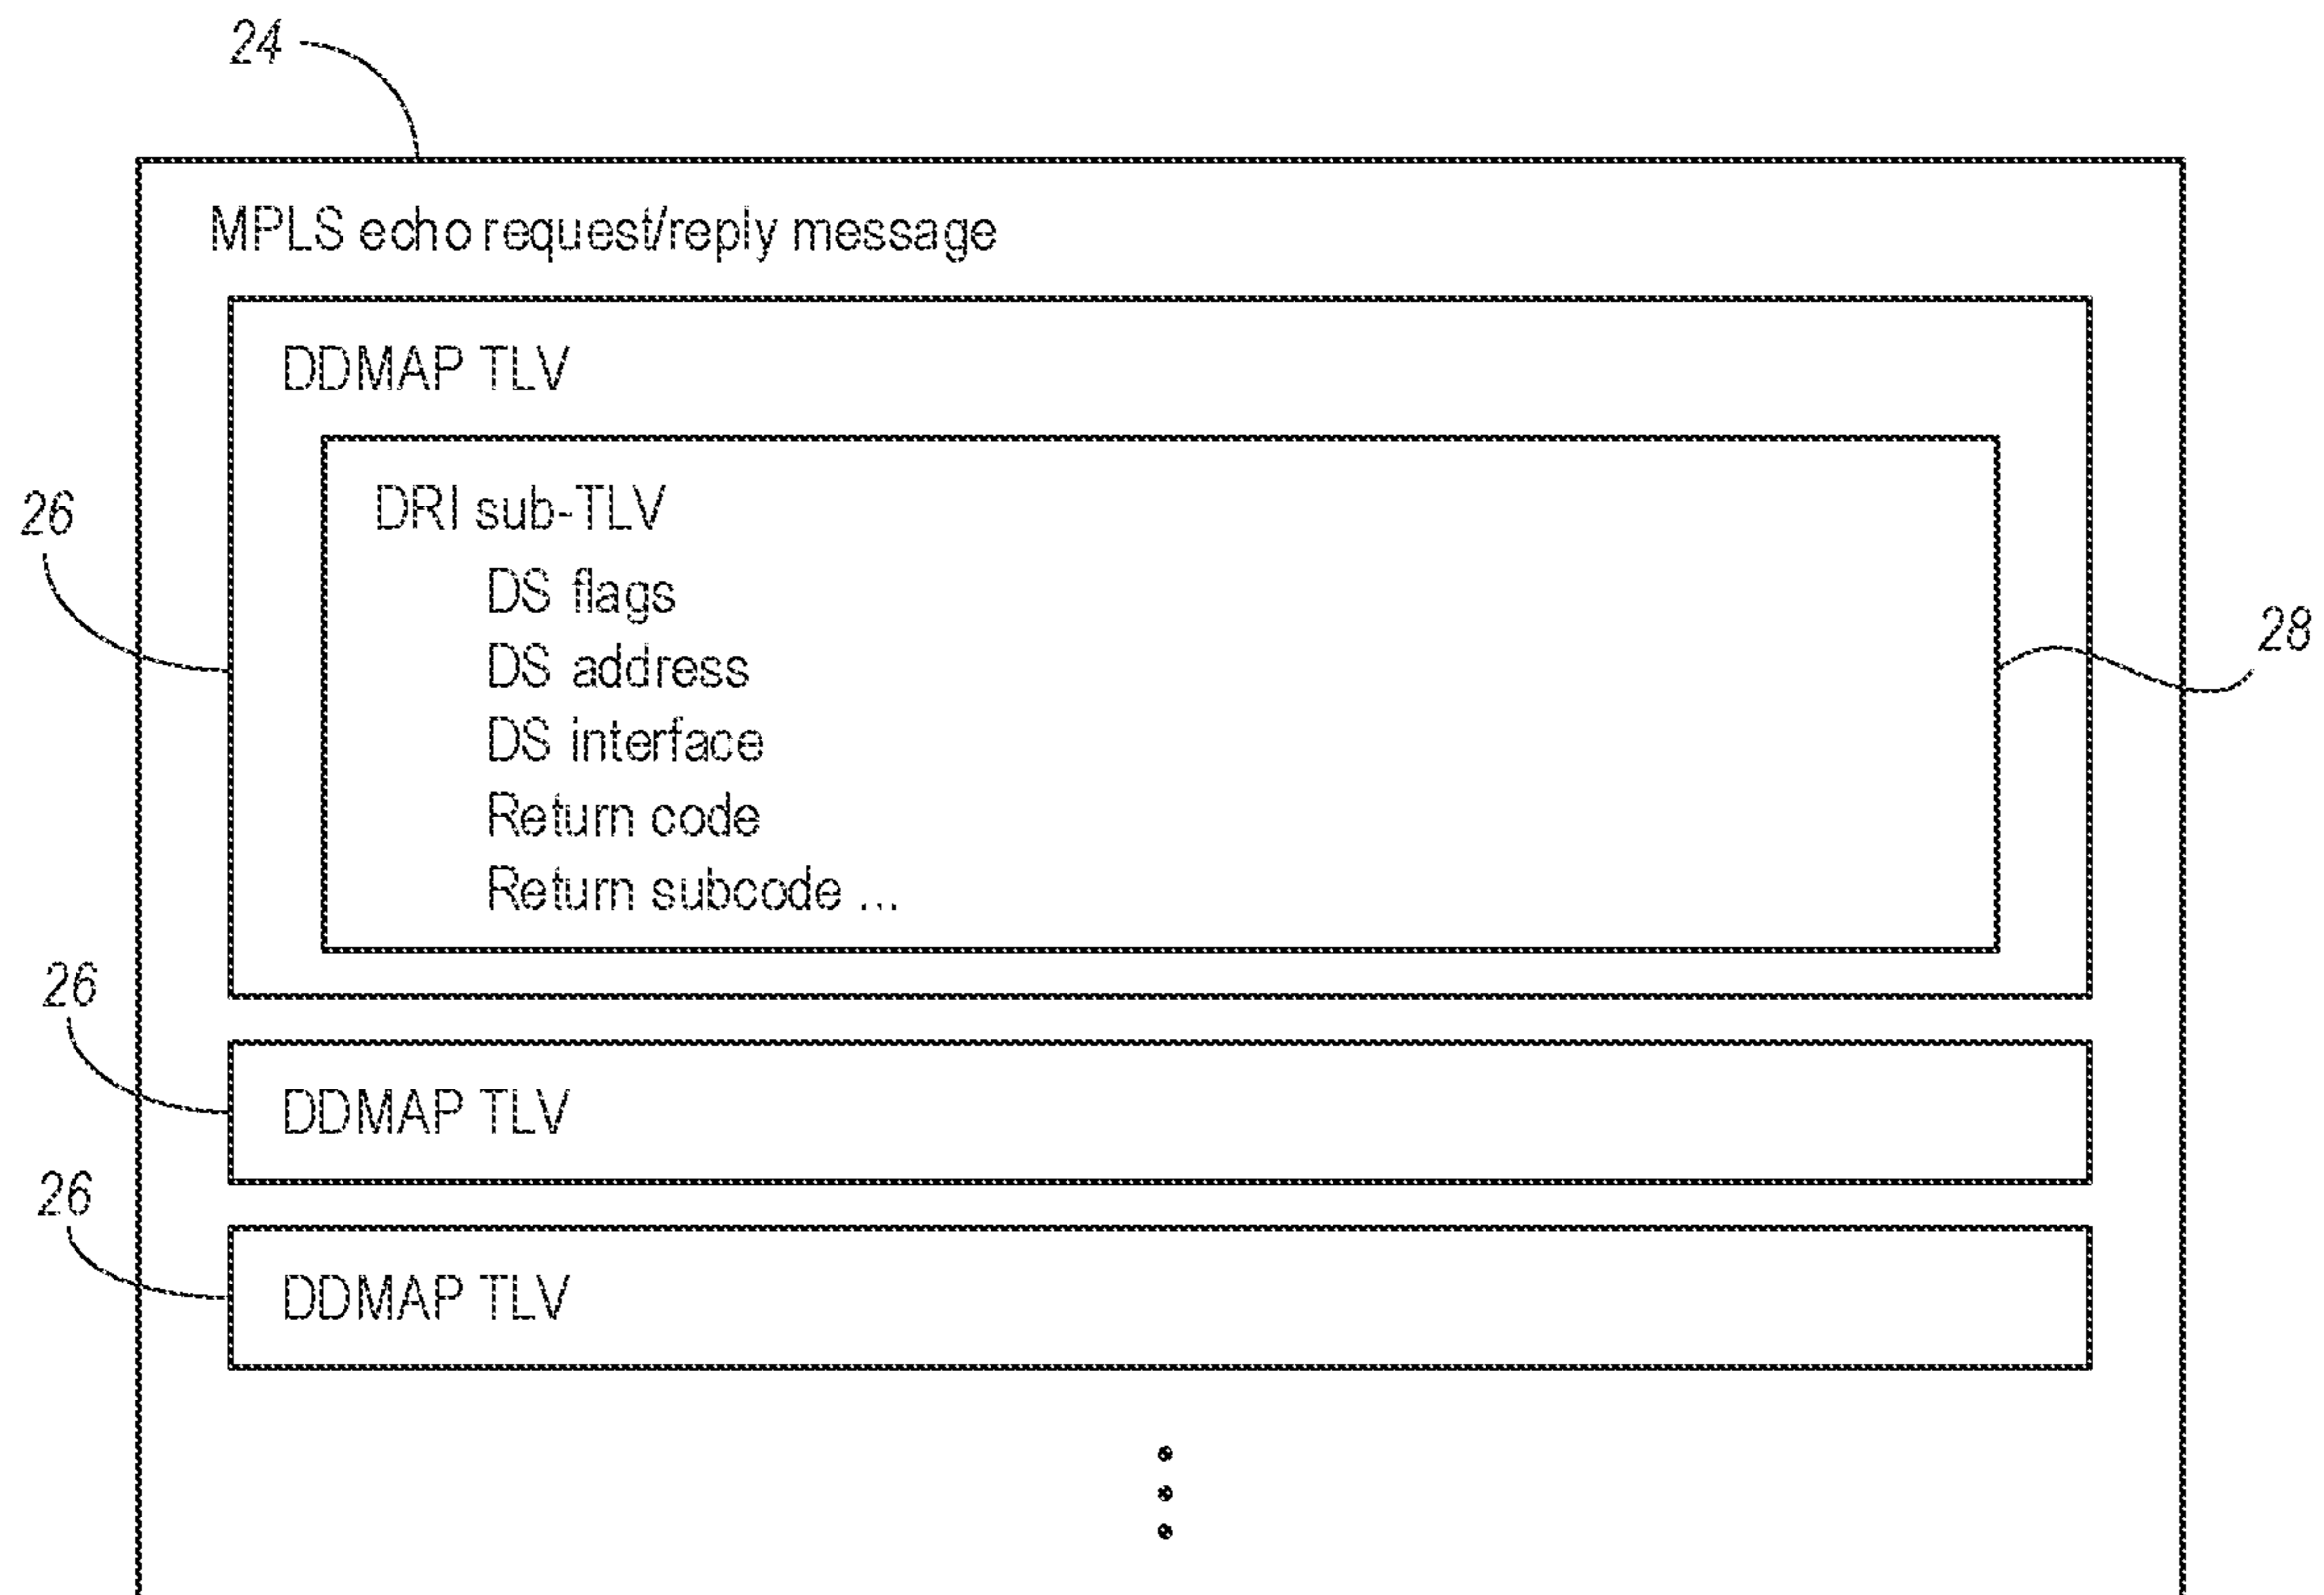 24
MPLS echo request/reply message
DDMAP TLV
26
DRI sub-TLV
DS flags
DS address
28
DS interface
Return code
Return subcode ...
26
DDMAP TLV
26
DDMAP TLV